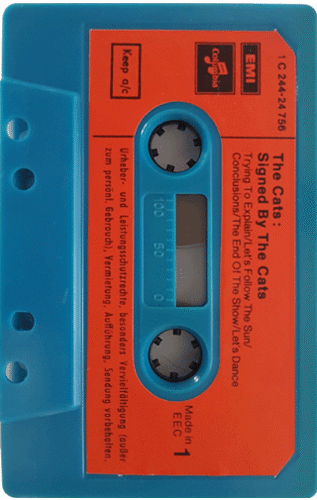 1 C 244-24 756
EMI
Columbia
Keep a/c
The Cats:
Signed By The Cats
Trying To Explain/Let's Follow The Sun/
Conclusions/The End Of The Show/Let's Dance
100 50 0
Made in
EEC
1
Urheber- und Leistungsschutzrechte, besonders Vervielfältigung (außer
zum persönl. Gebrauch), Vermietung, Aufführung, Sendung vorbehalten.